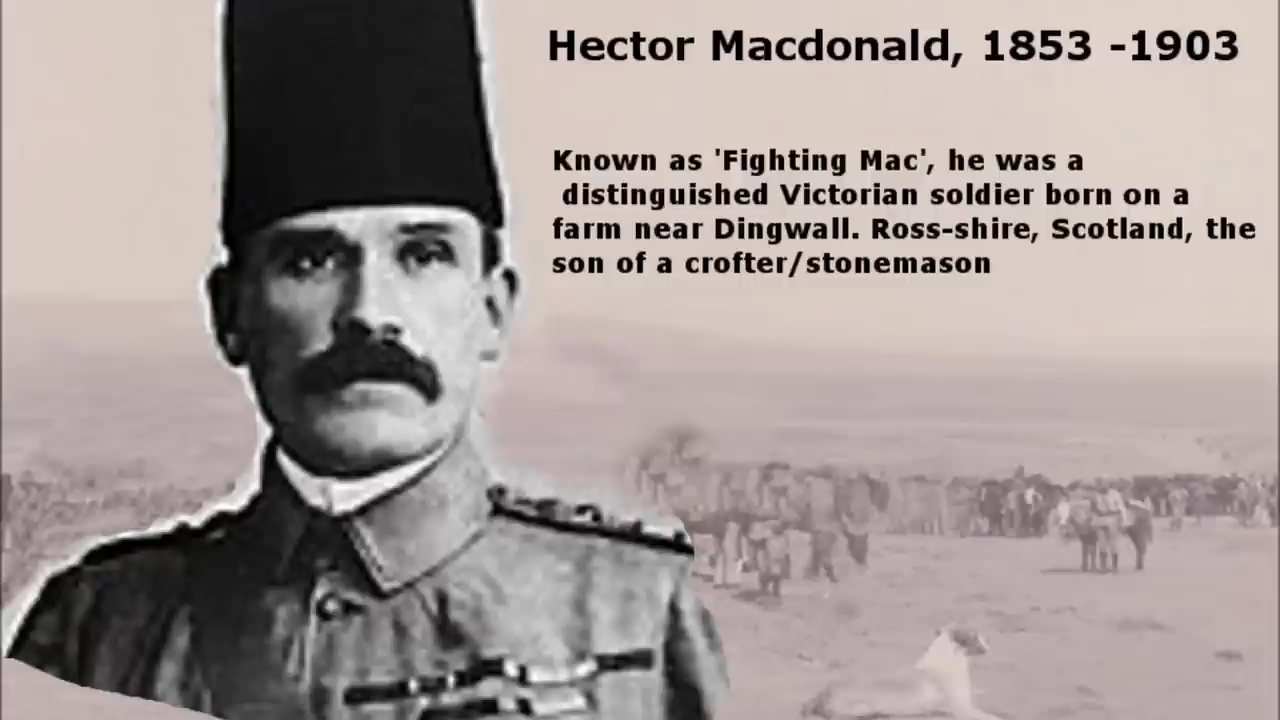 Hector Macdonald, 1853 -1903
Known as 'Fighting Mac', he was a
distinguished Victorian soldier born on a
farm near Dingwall. Ross-shire, Scotland, the
son of a crofter/stonemason